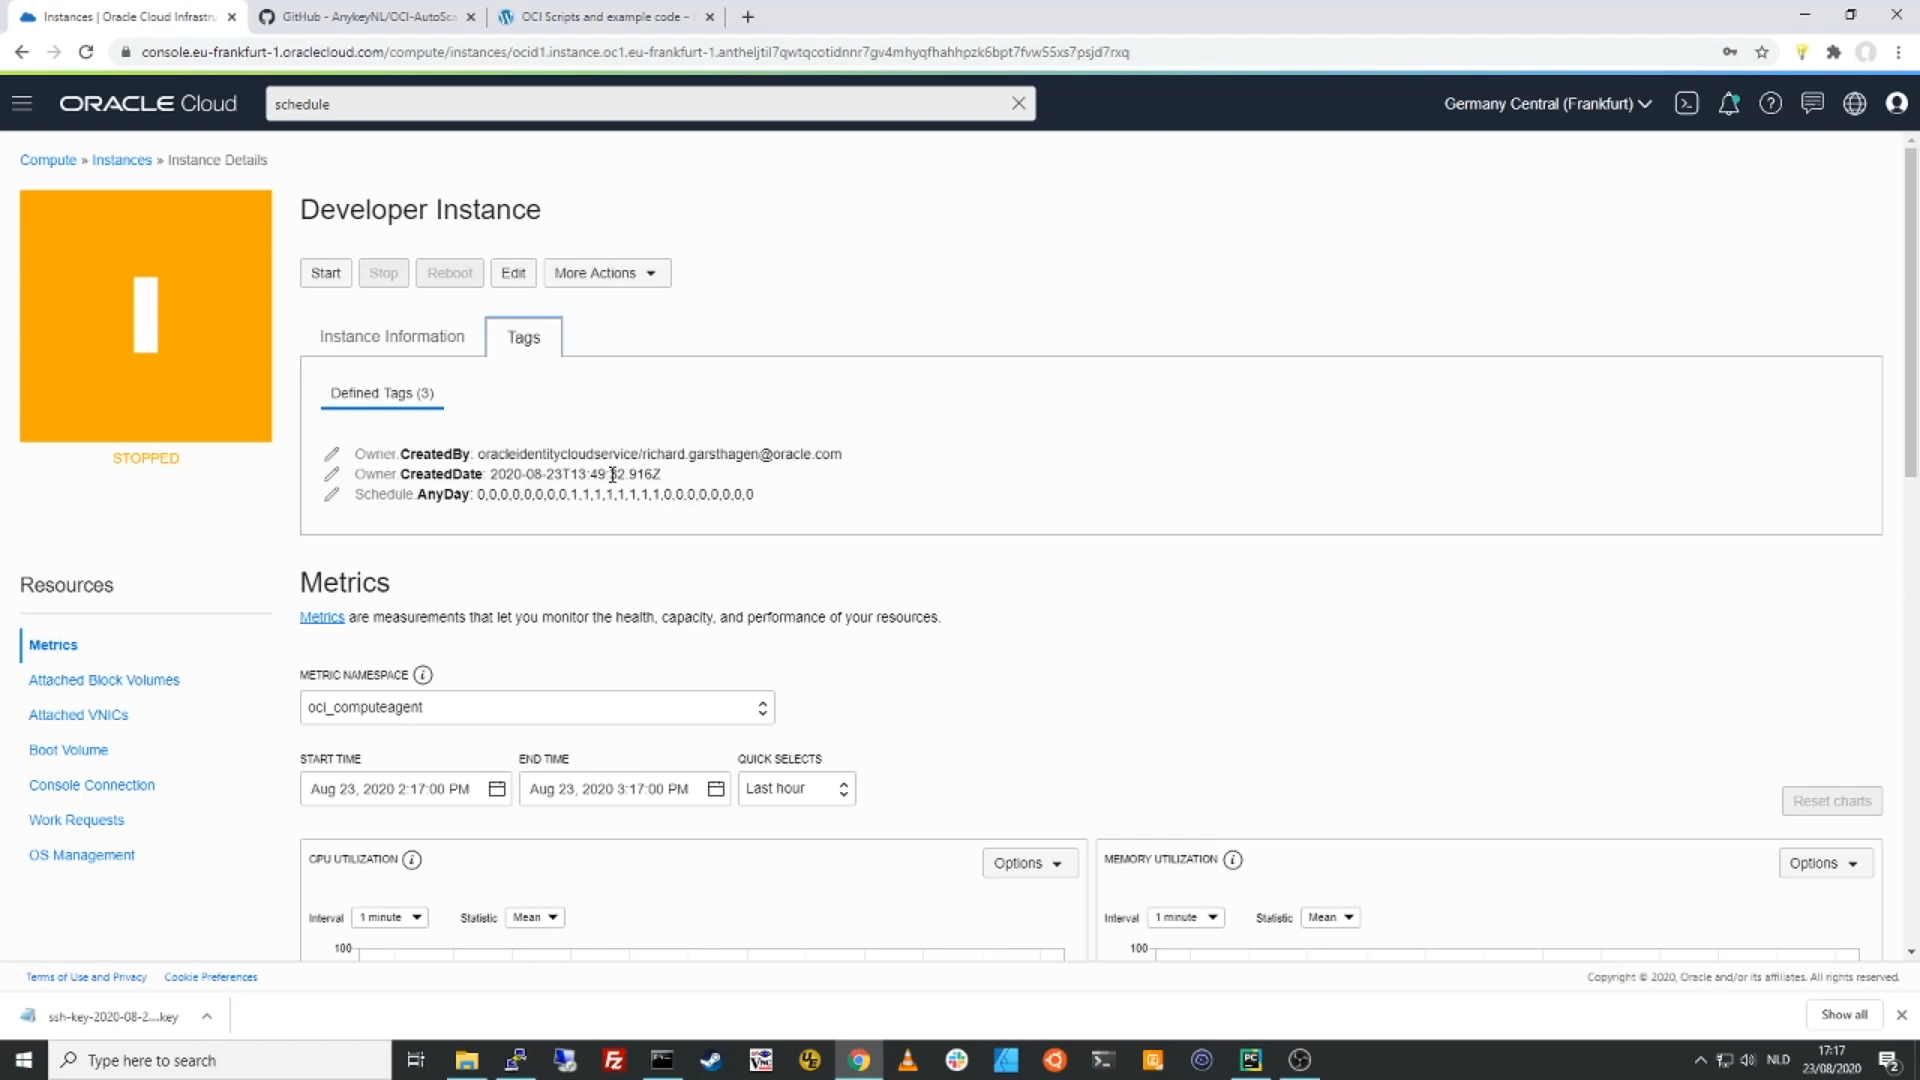 Instances | Oracle Cloud Infrastru
GitHub - AnykeyNL/OCI-AutoSca
OCI Scripts and example code –
console.eu-frankfurt-1.oraclecloud.com/compute/instances/ocid1.instance.oc1.eu-frankfurt-1.antheljtil7qwtqcotidnnr7gv4mhyqfhahhpzk6bpt7fvw55xs7psjd7rxq
ORACLE Cloud
schedule
Germany Central (Frankfurt)
Compute » Instances » Instance Details
Developer Instance
Start Stop Reboot Edit More Actions
Instance Information Tags
Defined Tags (3)
STOPPED
Owner.CreatedBy: oracleidentitycloudservice/richard.garsthagen@oracle.com
Owner.CreatedDate: 2020-08-23T13:49:32.916Z
Schedule.AnyDay: 0,0,0,0,0,0,0,0,1,1,1,1,1,1,1,1,0,0,0,0,0,0,0,0
Resources
Metrics
Attached Block Volumes
Attached VNICs
Boot Volume
Console Connection
Work Requests
OS Management
Metrics
Metrics are measurements that let you monitor the health, capacity, and performance of your resources.
METRIC NAMESPACE i
oci_computeagent
START TIME END TIME QUICK SELECTS
Aug 23, 2020 2:17:00 PM Aug 23, 2020 3:17:00 PM Last hour
Reset charts
CPU UTILIZATION i Options
Interval 1 minute Statistic Mean
100
MEMORY UTILIZATION i Options
Interval 1 minute Statistic Mean
100
Terms of Use and Privacy Cookie Preferences
Copyright © 2020, Oracle and/or its affiliates. All rights reserved.
ssh-key-2020-08-2....key
Show all
Type here to search
NLD
17:17
23/08/2020
2